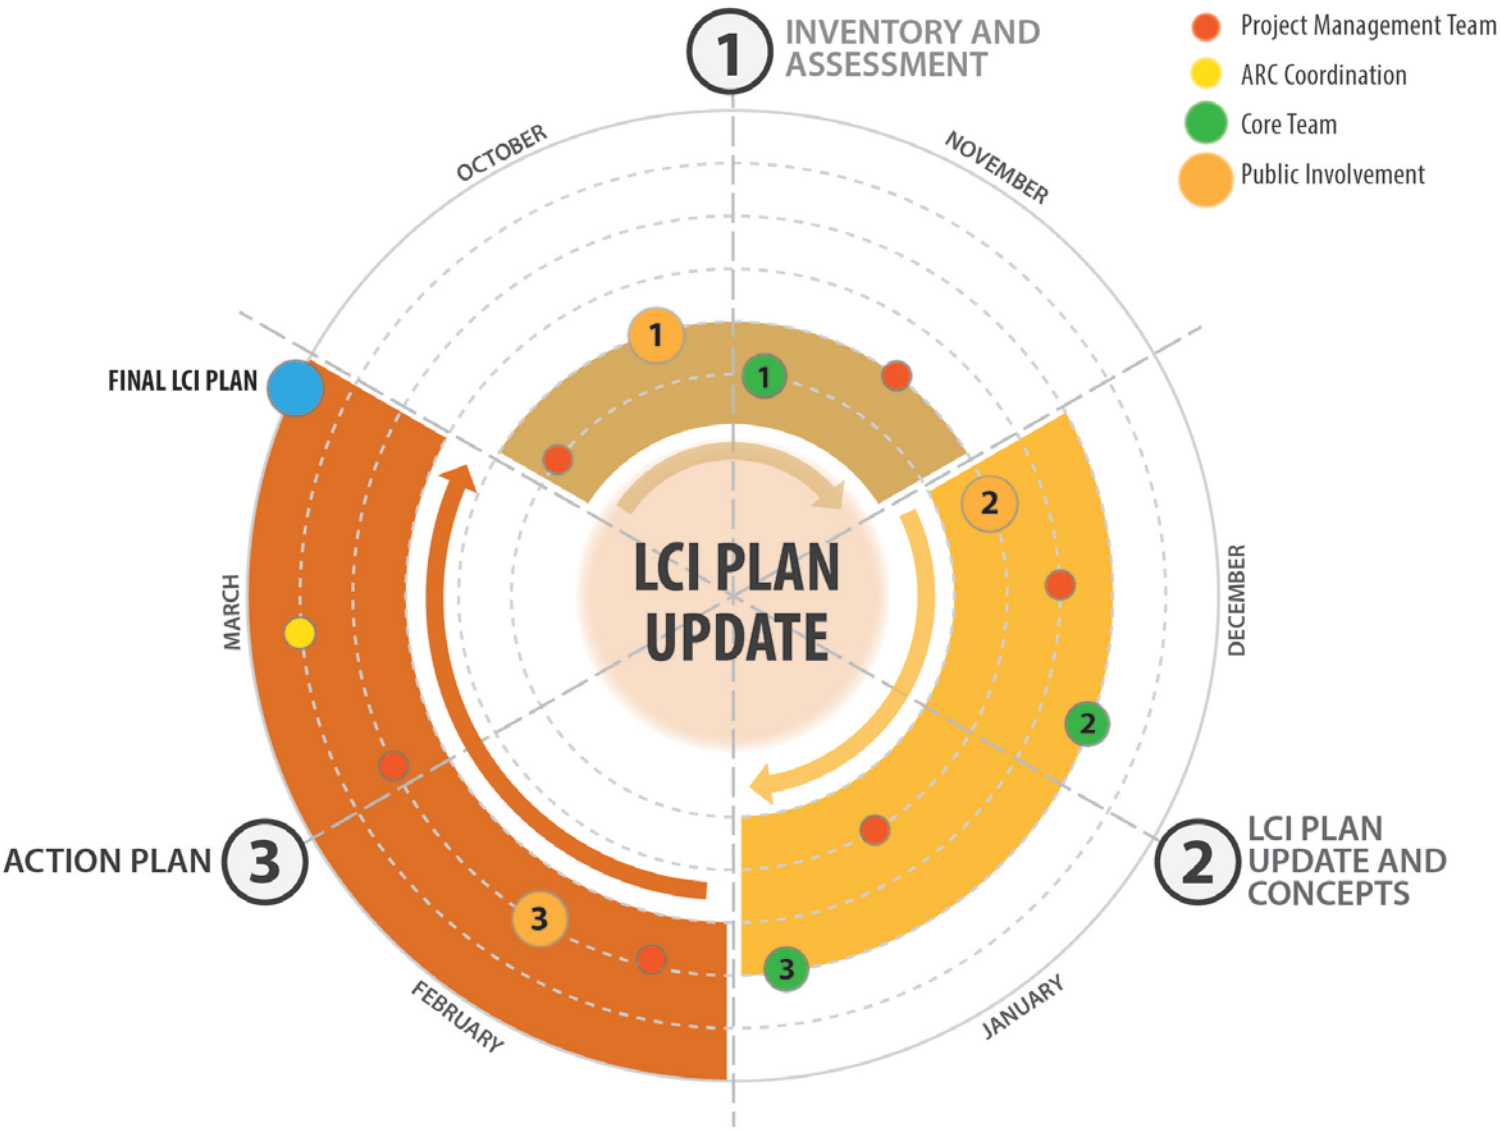 1
INVENTORY AND
ASSESSMENT
Project Management Team
ARC Coordination
Core Team
Public Involvement
OCTOBER
NOVEMBER
1
1
FINAL LCI PLAN
2
LCI PLAN
UPDATE
MARCH
DECEMBER
2
ACTION PLAN
3
2
LCI PLAN
UPDATE AND
CONCEPTS
3
3
FEBRUARY
JANUARY